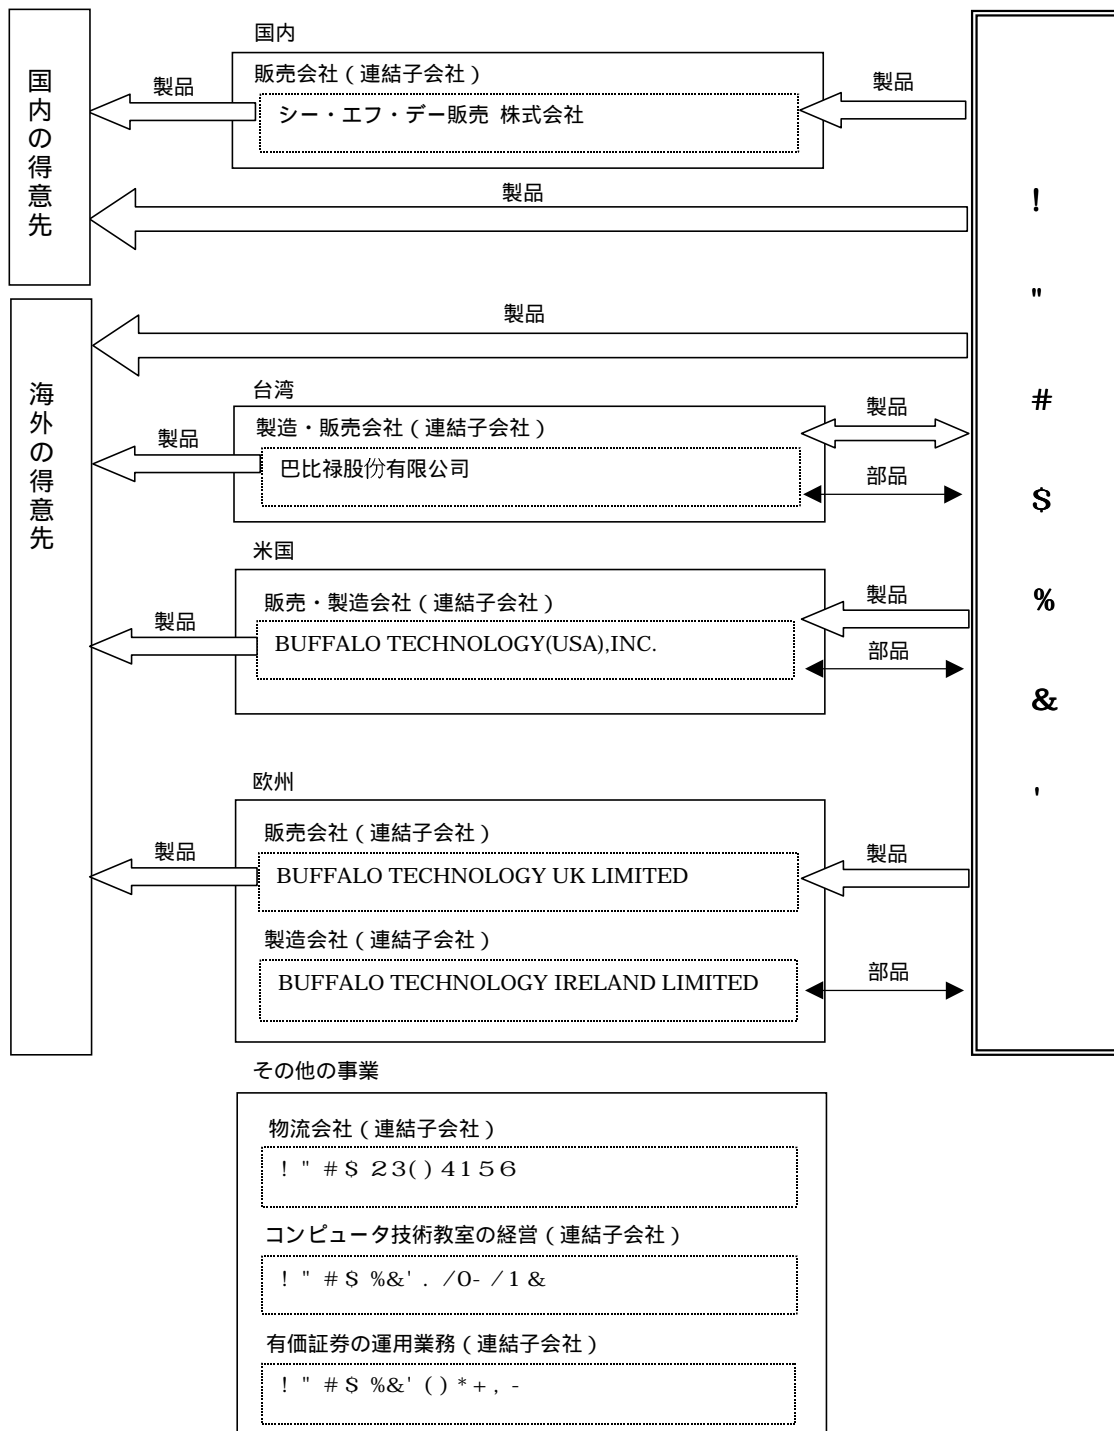 国内の得意先
国内
販売会社(連結子会社)
シー・エフ・デー販売 株式会社
製品
製品
製品
海外の得意先
製品
台湾
製造・販売会社(連結子会社)
巴比禄股份有限公司
製品
製品
部品
米国
販売・製造会社(連結子会社)
BUFFALO TECHNOLOGY(USA),INC.
製品
製品
部品
欧州
販売会社(連結子会社)
BUFFALO TECHNOLOGY UK LIMITED
製品
製品
製造会社(連結子会社)
BUFFALO TECHNOLOGY IRELAND LIMITED
部品
! " # $ % & '
その他の事業
物流会社(連結子会社)
! " # $ 23( ) 4156
コンピュータ技術教室の経営(連結子会社)
! " # $ %&' . /0- /1 &
有価証券の運用業務(連結子会社)
! " # $ %&' ( ) * + , -